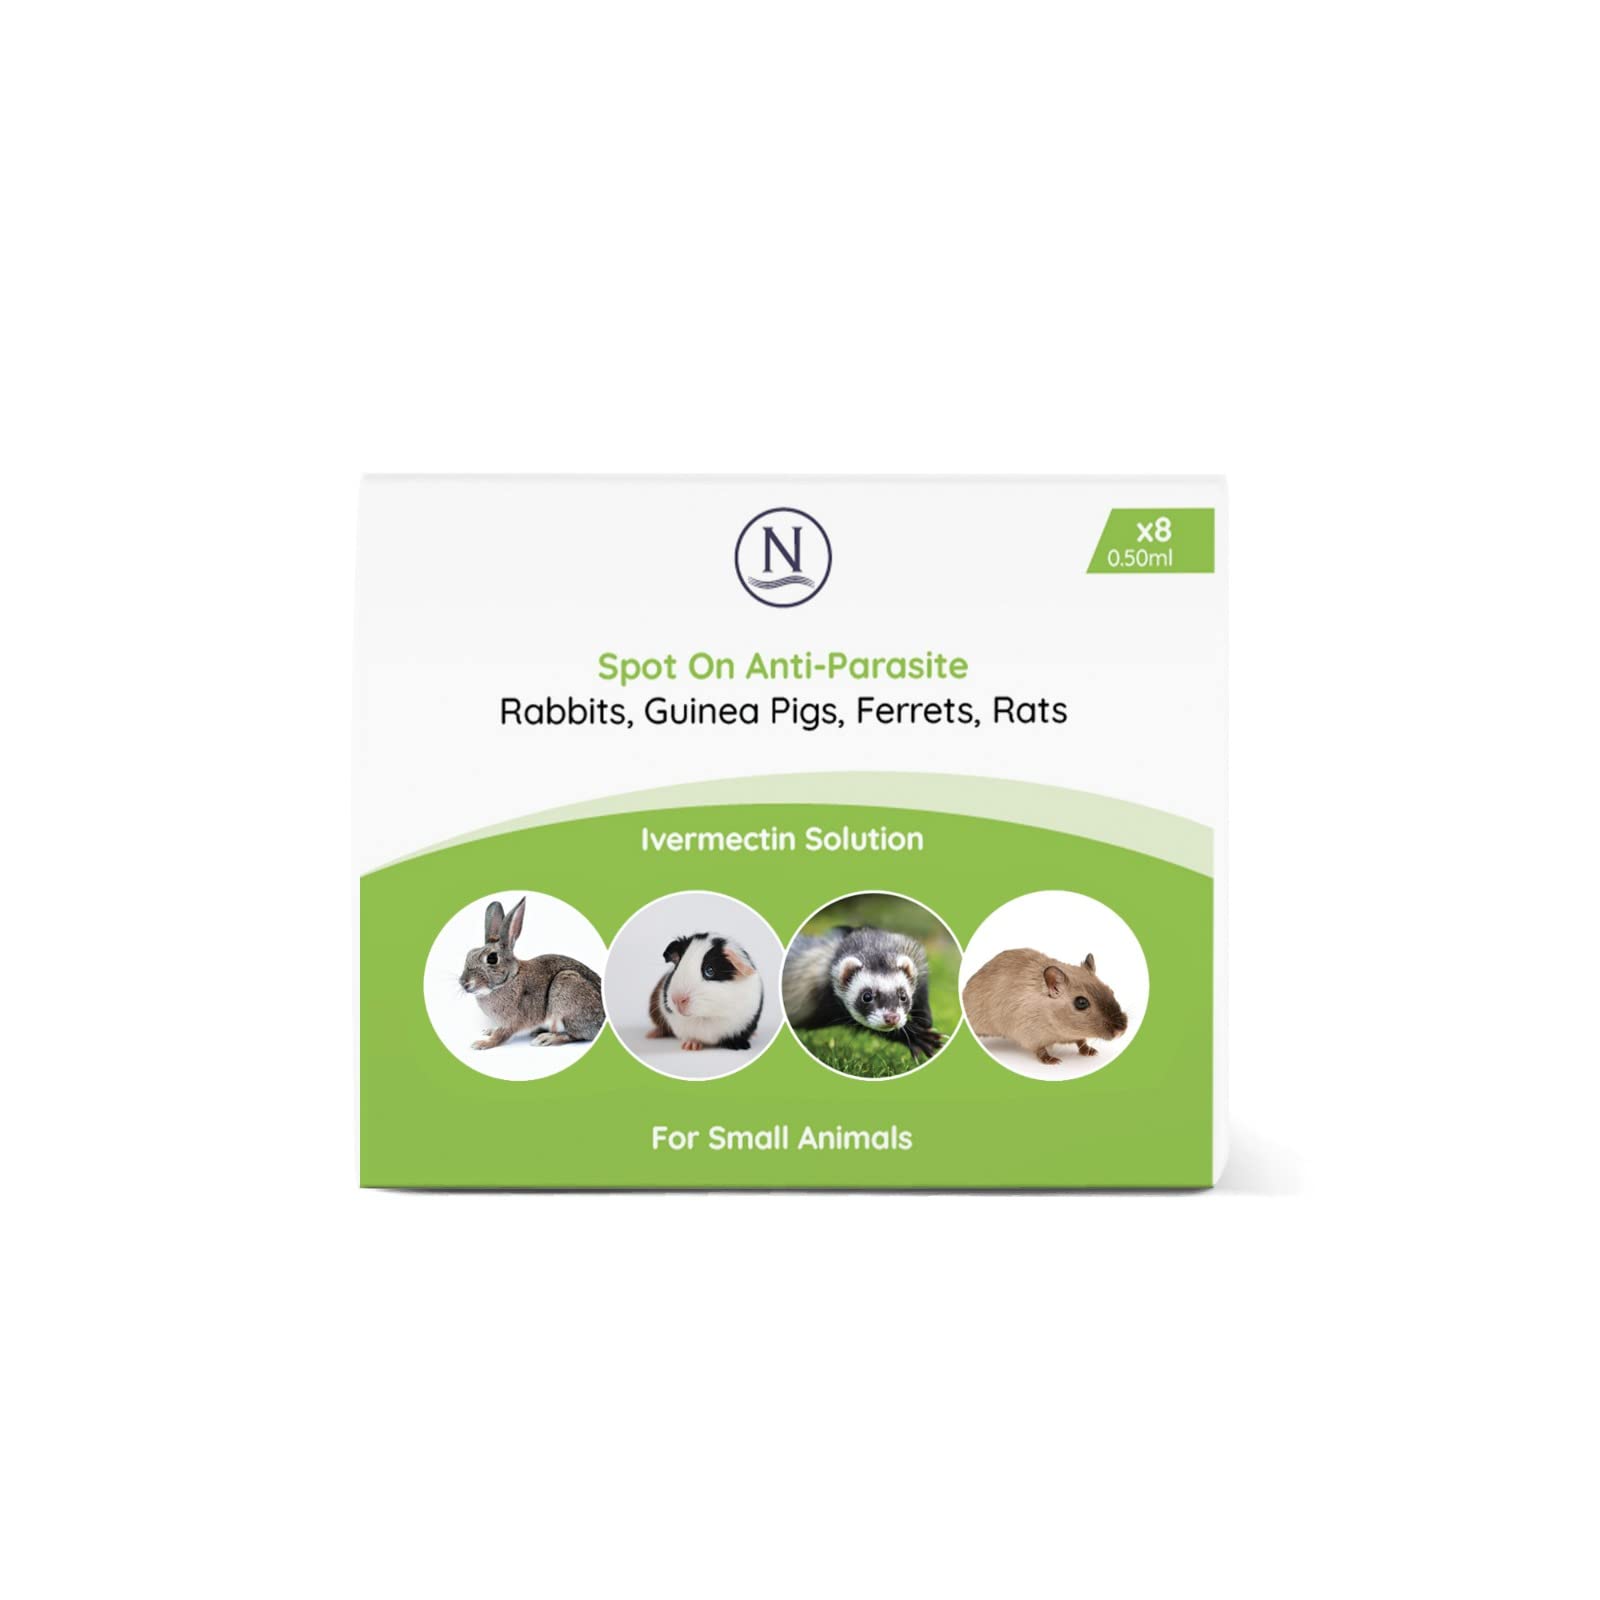 N
x8
0.50ml
Spot On Anti-Parasite
Rabbits, Guinea Pigs, Ferrets, Rats
Ivermectin Solution
For Small Animals